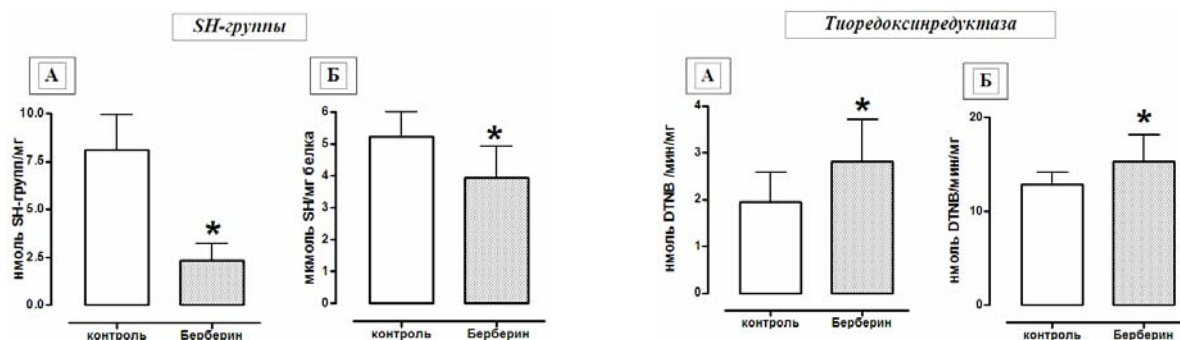 SH-группы
А
нмоль SH-групп/мг
10.0
7.5
5.0
2.5
0.0
*
контроль
Берберин
Б
мкмоль SH/мг белка
6
5
4
3
2
1
0
*
контроль
Берберин
Тиоредоксинредуктаза
А
нмоль DTNB /мин/мг
4
3
2
1
0
*
контроль
Берберин
Б
нмоль DTNB/мин/мг
20
10
0
*
контроль
Берберин